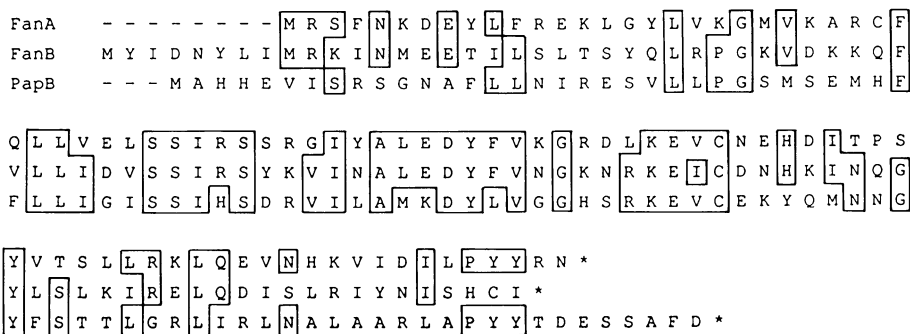 FanA - - - - - - - - M R S F N K D E Y L F R E K L G Y L V K G M V K A R C F
FanB M Y I D N Y L I M R K I N M E E T I L S L T S Y Q L R P G K V D K K Q F
PapB - - - M A H H E V I S R S G N A F L L N I R E S V L L P G S M S E M H F
Q L L V E L S S I R S S R G I Y A L E D Y F V K G R D L K E V C N E H D I T P S
V L L I D V S S I R S Y K V I N A L E D Y F V N G K N R K E I C D N H K I N Q G
F L L I G I S S I H S D R V I L A M K D Y L V G G H S R K E V C E K Y Q M N N G
Y V T S L L R K L Q E V N H K V I D I L P Y Y R N *
Y L S L K I R E L Q D I S L R I Y N I S H C I *
Y F S T T L G R L I R L N A L A A R L A P Y Y T D E S S A F D *